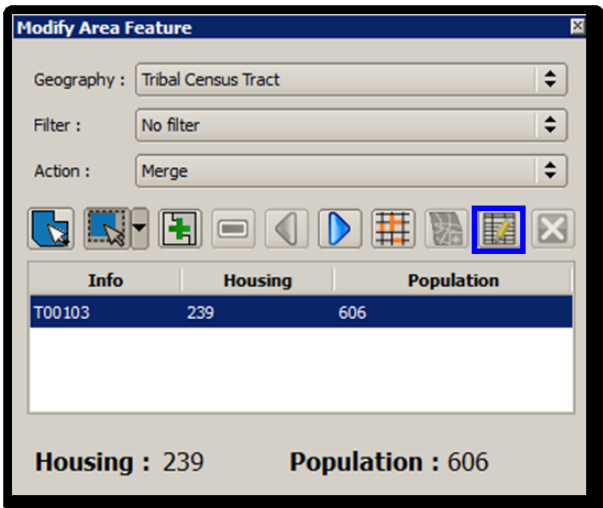 Modify Area Feature
Geography : Tribal Census Tract
Filter : No filter
Action : Merge
Info Housing Population
T00103 239 606
Housing : 239 Population : 606